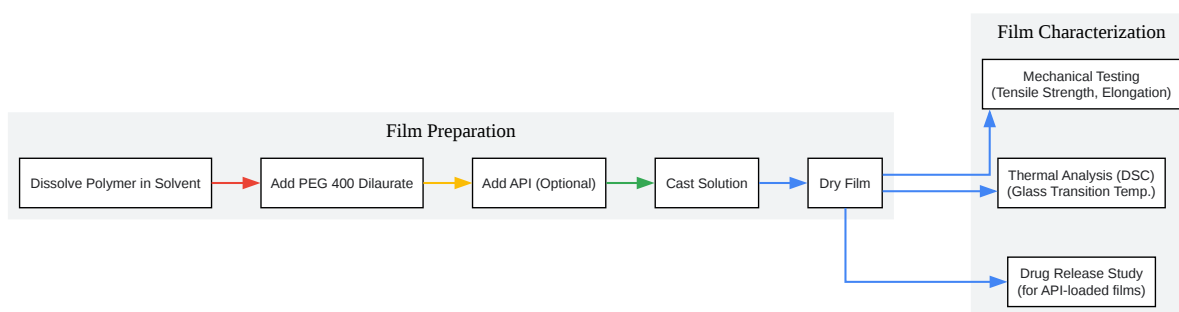 Film Preparation
Dissolve Polymer in Solvent
Add PEG 400 Dilaurate
Add API (Optional)
Cast Solution
Dry Film
Film Characterization
Mechanical Testing
(Tensile Strength, Elongation)
Thermal Analysis (DSC)
(Glass Transition Temp.)
Drug Release Study
(for API-loaded films)